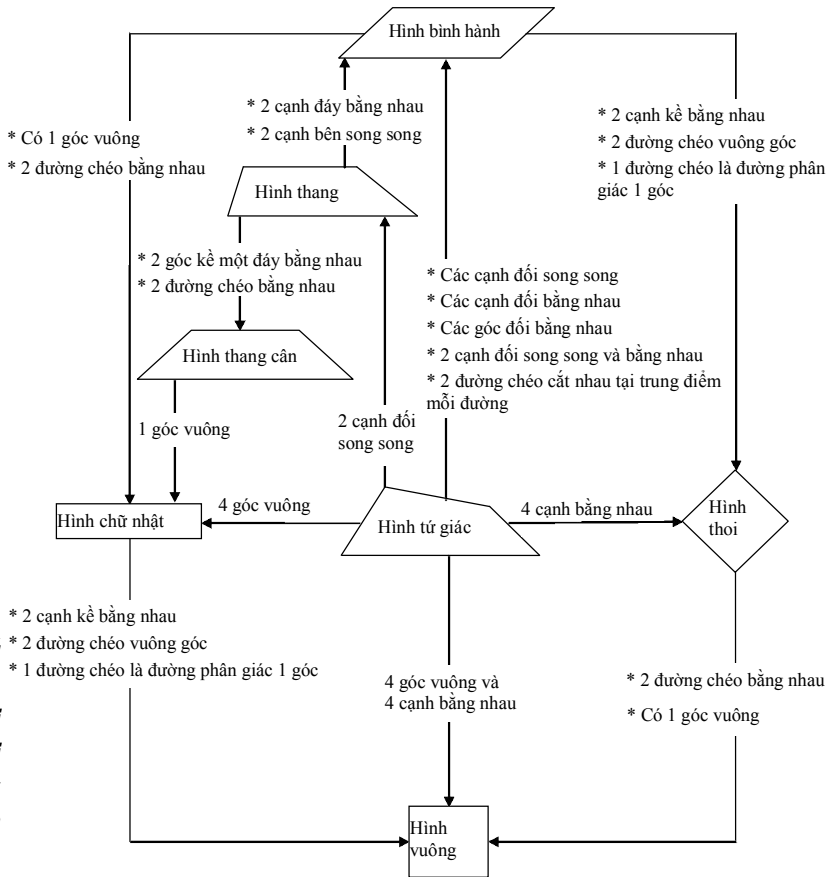 Hình bình hành
* 2 cạnh đáy bằng nhau
* 2 cạnh bên song song
* Có 1 góc vuông
* 2 đường chéo bằng nhau
* 2 cạnh kề bằng nhau
* 2 đường chéo vuông góc
* 1 đường chéo là đường phân
giác 1 góc
Hình thang
* 2 góc kề một đáy bằng nhau
* 2 đường chéo bằng nhau
* Các cạnh đối song song
* Các cạnh đối bằng nhau
* Các góc đối bằng nhau
* 2 cạnh đối song song và bằng nhau
* 2 đường chéo cắt nhau tại trung điểm
mỗi đường
Hình thang cân
1 góc vuông
2 cạnh đối
song song
Hình chữ nhật
4 góc vuông
Hình tứ giác
4 cạnh bằng nhau
Hình
thoi
* 2 cạnh kề bằng nhau
* 2 đường chéo vuông góc
* 1 đường chéo là đường phân giác 1 góc
4 góc vuông và
4 cạnh bằng nhau
* 2 đường chéo bằng nhau
* Có 1 góc vuông
Hình
vuông